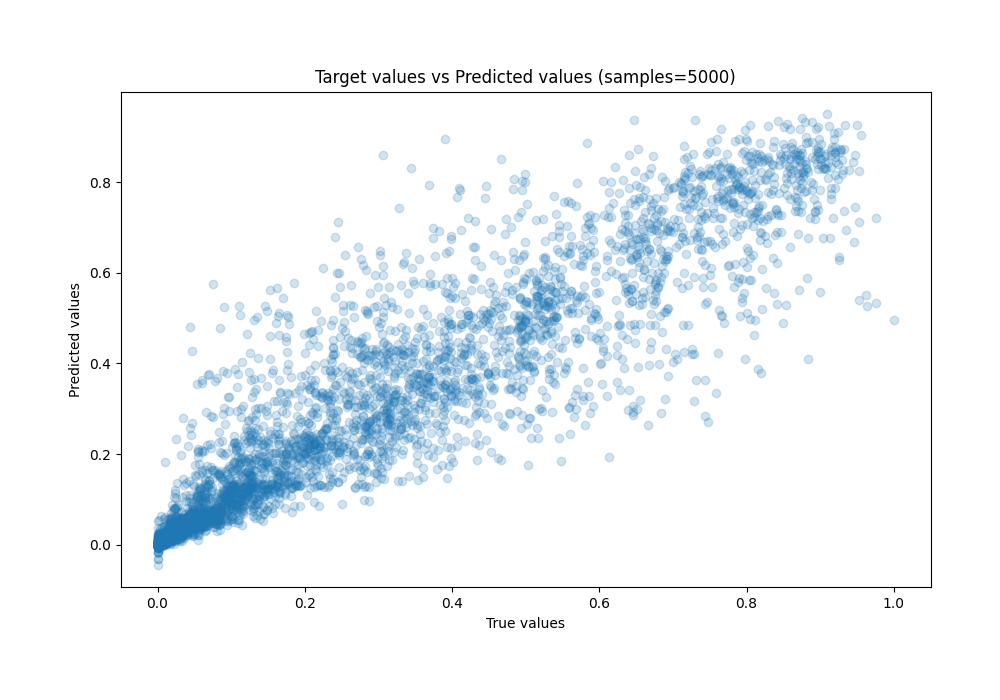 Target values vs Predicted values (samples=5000)
Predicted values
0.8
0.6
0.4
0.2
0.0
0.0 0.2 0.4 0.6 0.8 1.0
True values